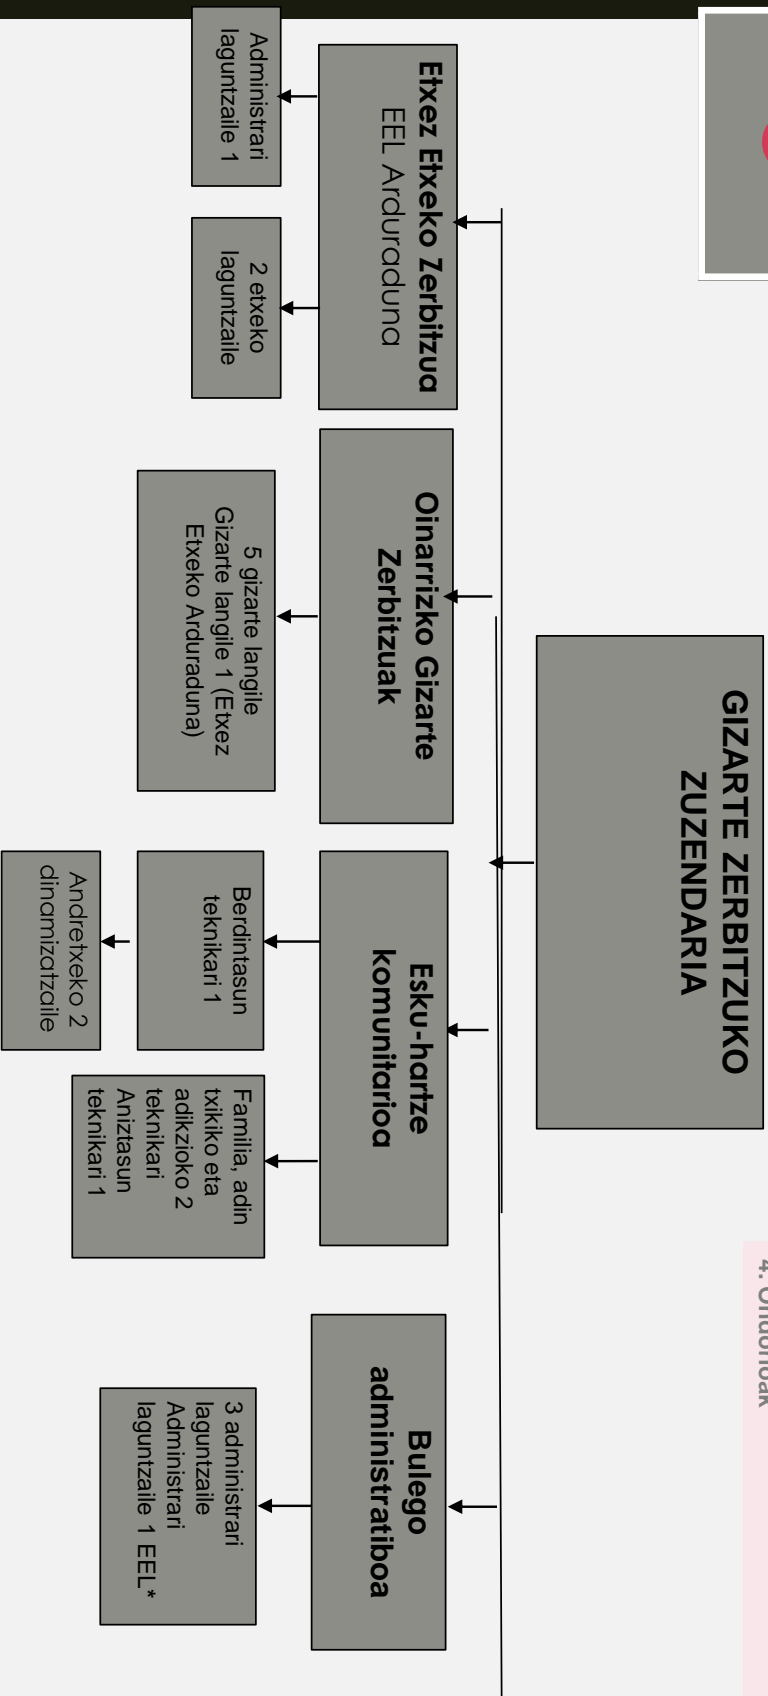 GIZARTE ZERBITZUKO
ZUZENDARIA
Etxez Etxeko Zerbitzua
EEL Arduraduna
Administrari
laguntzaile 1
2 etxeko
laguntzaile
Oinarrizko Gizarte
Zerbitzuak
5 gizarte langile
Gizarte langile 1 (Etxez
Etxeko Arduraduna)
Esku-hartze
komunitarioa
Berdintasun
teknikari 1
Andretxeko 2
dinamizatzaile
Familia, adin
txikiko eta
adikzioko 2
teknikari
Aniztasun
teknikari 1
Bulego
administratiboa
3 administrari
laguntzaile
Administrari
laguntzaile 1 EEL*
4. Ondorioak